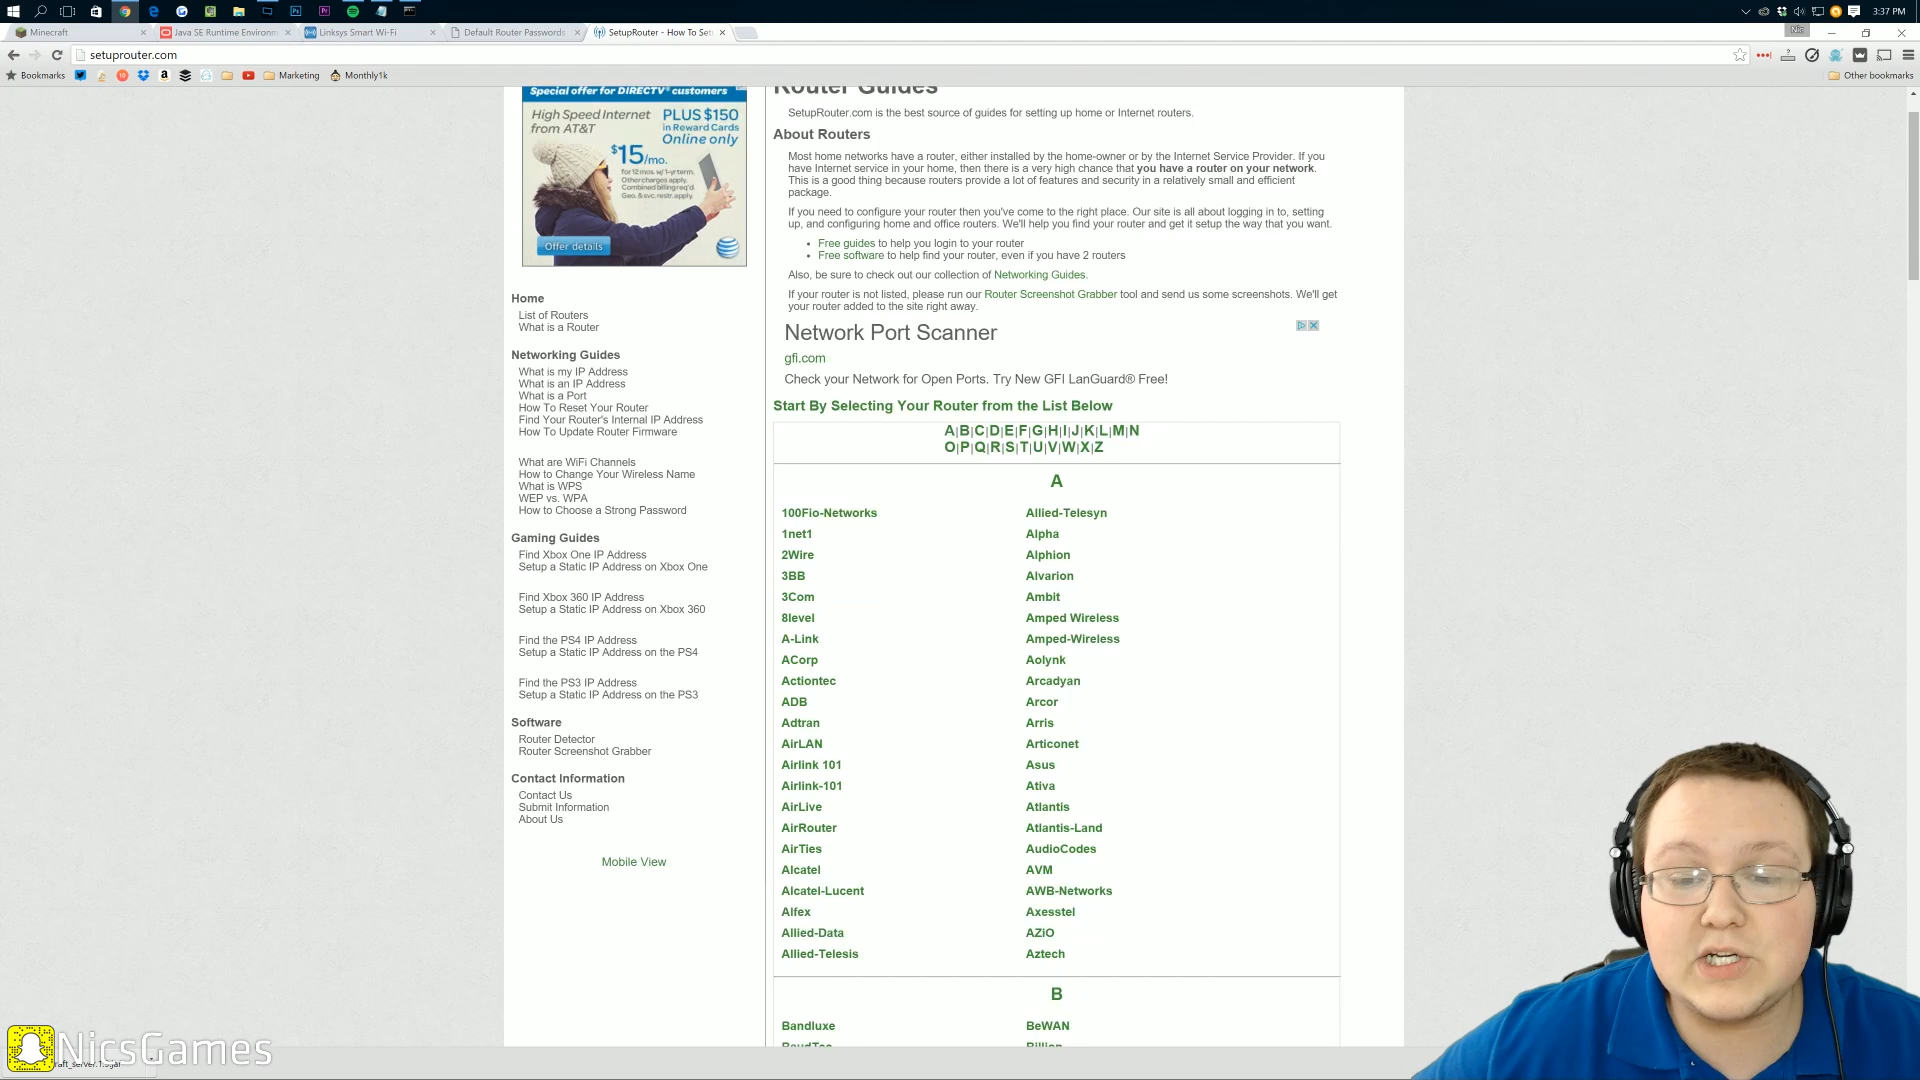 3:37 PM
Minecraft
Java SE Runtime Environm
Linksys Smart Wi-Fi
Default Router Passwords
SetupRouter - How To Set
Nic
setuprouter.com
Bookmarks
Marketing
Monthly1k
Other bookmarks
Special offer for DIRECTV® customers
High Speed Internet
from AT&T
PLUS $150
in Reward Cards
Online only
$15/mo.
for 12 mos. w/ 1-yr term.
Other charges apply.
Combined billing req'd.
Geo. & svc. restr. apply.
Offer details
Home
List of Routers
What is a Router
Networking Guides
What is my IP Address
What is an IP Address
What is a Port
How To Reset Your Router
Find Your Router's Internal IP Address
How To Update Router Firmware
What are WiFi Channels
How to Change Your Wireless Name
What is WPS
WEP vs. WPA
How to Choose a Strong Password
Gaming Guides
Find Xbox One IP Address
Setup a Static IP Address on Xbox One
Find Xbox 360 IP Address
Setup a Static IP Address on Xbox 360
Find the PS4 IP Address
Setup a Static IP Address on the PS4
Find the PS3 IP Address
Setup a Static IP Address on the PS3
Software
Router Detector
Router Screenshot Grabber
Contact Information
Contact Us
Submit Information
About Us
Mobile View
Router Guides
SetupRouter.com is the best source of guides for setting up home or Internet routers.
About Routers
Most home networks have a router, either installed by the home-owner or by the Internet Service Provider. If you
have Internet service in your home, then there is a very high chance that you have a router on your network.
This is a good thing because routers provide a lot of features and security in a relatively small and efficient
package.
If you need to configure your router then you've come to the right place. Our site is all about logging in to, setting
up, and configuring home and office routers. We'll help you find your router and get it setup the way that you want.
• Free guides to help you login to your router
• Free software to help find your router, even if you have 2 routers
Also, be sure to check out our collection of Networking Guides.
If your router is not listed, please run our Router Screenshot Grabber tool and send us some screenshots. We'll get
your router added to the site right away.
Network Port Scanner
gfi.com
Check your Network for Open Ports. Try New GFI LanGuard® Free!
Start By Selecting Your Router from the List Below
A|B|C|D|E|F|G|H|I|J|K|L|M|N
O|P|Q|R|S|T|U|V|W|X|Z
A
100Fio-Networks
1net1
2Wire
3BB
3Com
8level
A-Link
ACorp
Actiontec
ADB
Adtran
AirLAN
Airlink 101
Airlink-101
AirLive
AirRouter
AirTies
Alcatel
Alcatel-Lucent
Alfex
Allied-Data
Allied-Telesis
Allied-Telesyn
Alpha
Alphion
Alvarion
Ambit
Amped Wireless
Amped-Wireless
Aolynk
Arcadyan
Arcor
Arris
Articonet
Asus
Ativa
Atlantis
Atlantis-Land
AudioCodes
AVM
AWB-Networks
Axesstel
AZiO
Aztech
B
Bandluxe
BaudTec
BeWAN
Billion
NicsGames
raft_server.1.9.jar